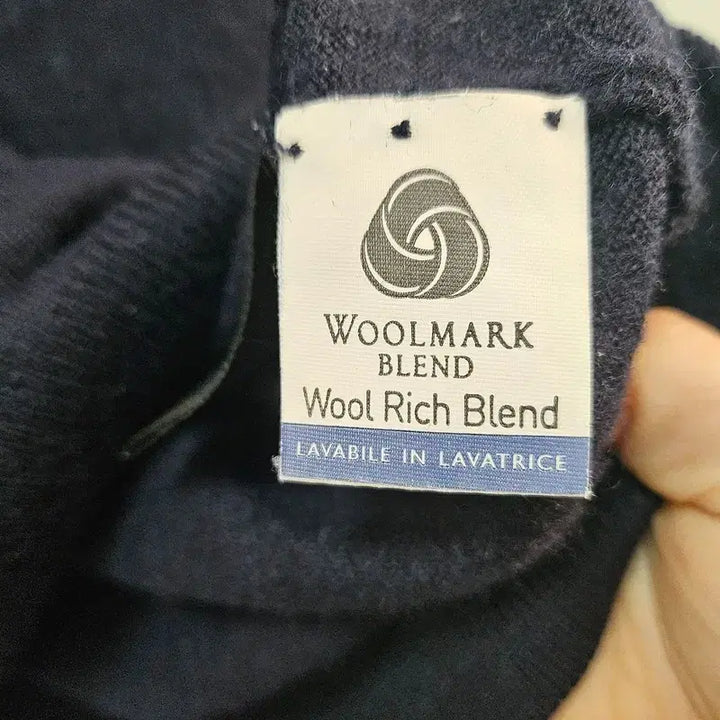 WOOLMARK
BLEND
Wool Rich Blend
LAVABILE IN LAVATRICE